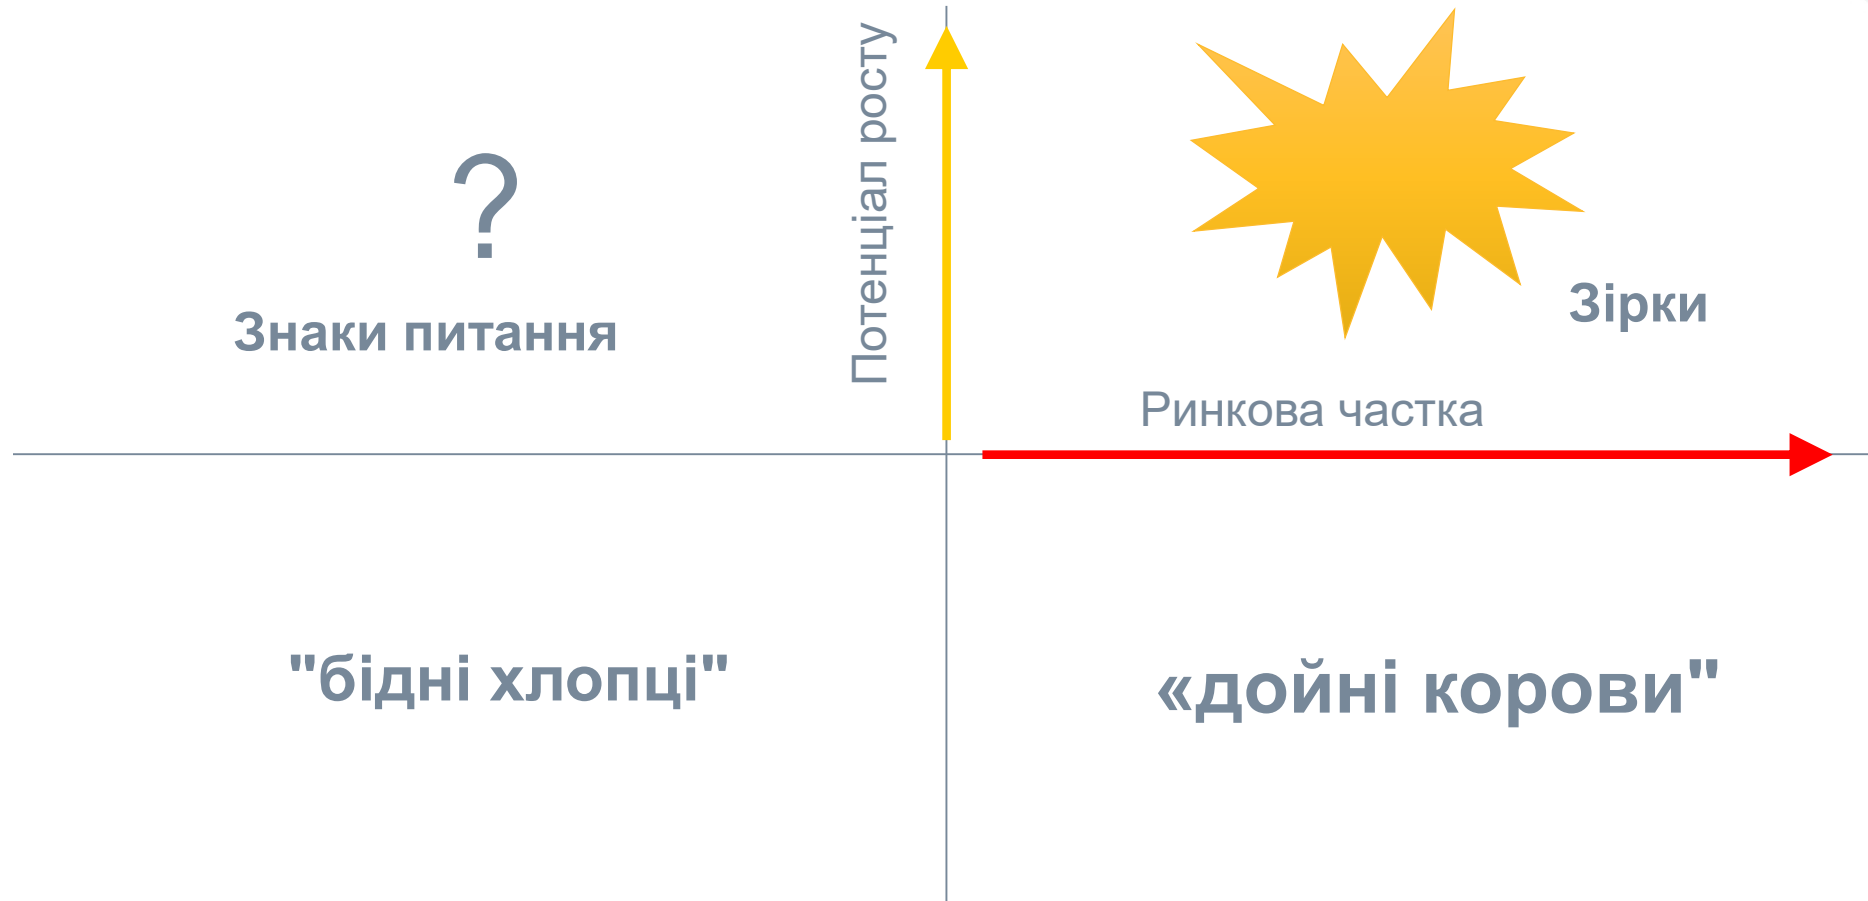 ?
Знаки питання
Потенціал росту
Зірки
Ринкова частка
"бідні хлопці"
«дойні корови"